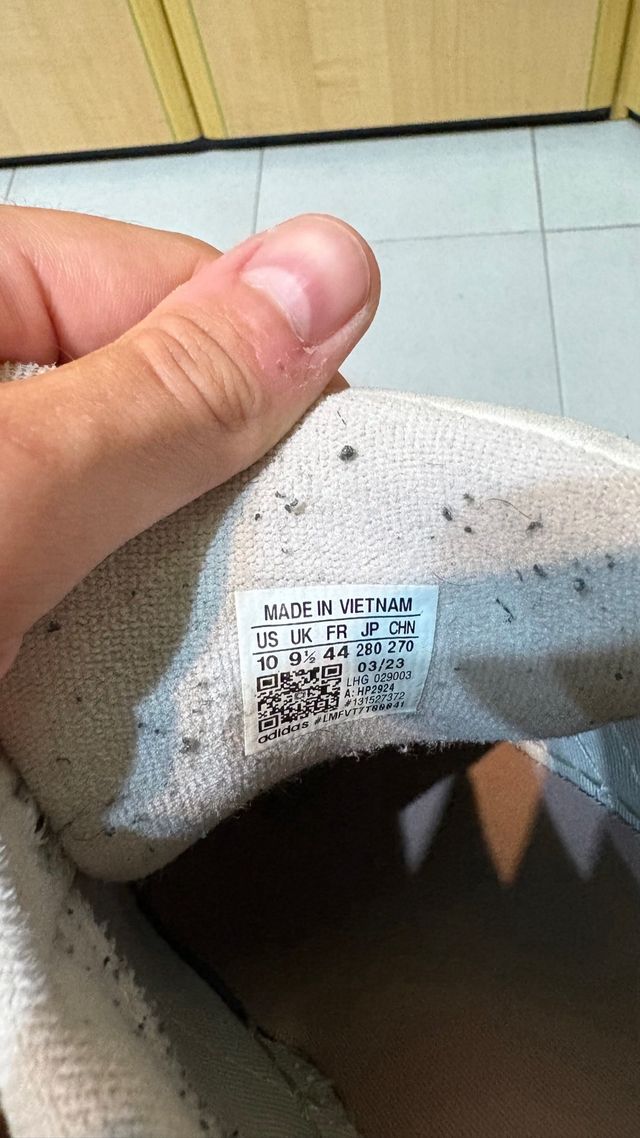 MADE IN VIETNAM
US UK FR JP CHN
10 9½ 44 280 270
03/23
LHG 029003
A: HP2924
#131527372
adidas #LMFVT7T00041